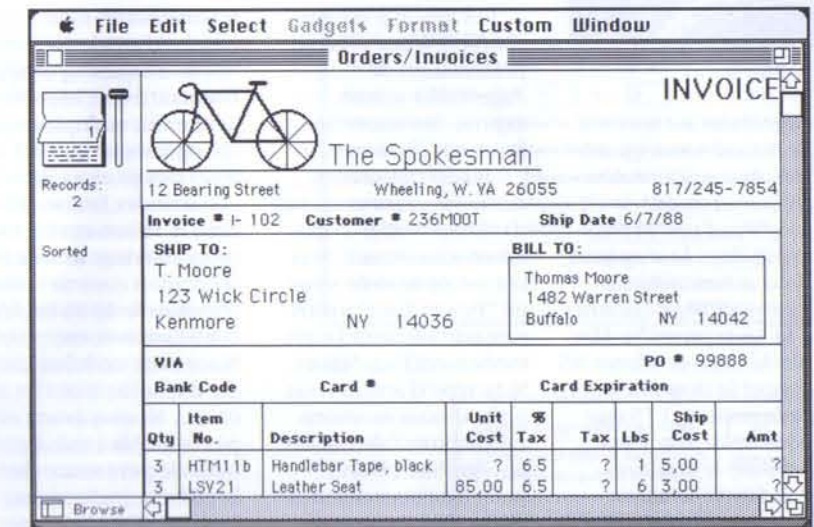 File Edit Select Gadgets Format Custom Window
Orders/Invoices
INVOICE
1
The Spokesman
Records:
2
12 Bearing Street Wheeling, W. VA 26055 817/245-7854
Invoice # I- 102 Customer # 236MOOT Ship Date 6/7/88
Sorted
SHIP TO: BILL TO:
T. Moore
123 Wick Circle
Kenmore NY 14036
Thomas Moore
1482 Warren Street
Buffalo NY 14042
VIA PO # 99888
Bank Code Card # Card Expiration
Qty Item No. Description Unit Cost % Tax Tax Lbs Ship Cost Amt
3 HTM11b Handlebar Tape, black ? 6.5 ? 1 5,00 ?
3 LSY21 Leather Seat 85,00 6.5 ? 6 3,00 ?
Browse